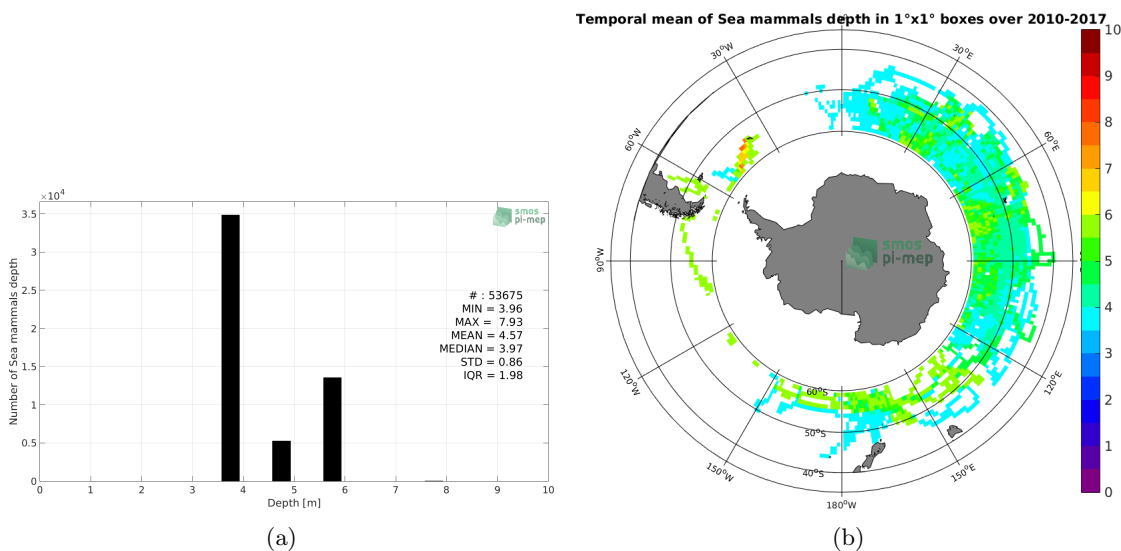 Temporal mean of Sea mammals depth in 1°x1° boxes over 2010-2017
×10⁴
3.5
3
2.5
2
1.5
1
0.5
0
Number of Sea mammals depth
smos
pi-mep
# : 53675
MIN = 3.96
MAX = 7.93
MEAN = 4.57
MEDIAN = 3.97
STD = 0.86
IQR = 1.98
0 1 2 3 4 5 6 7 8 9 10
Depth [m]
(a)
0°
30°W
30°E
60°W
60°E
90°W
smos
pi-mep
120°W
120°E
60°S
50°S
40°S
150°W
150°E
180°W
10
9
8
7
6
5
4
3
2
1
0
(b)